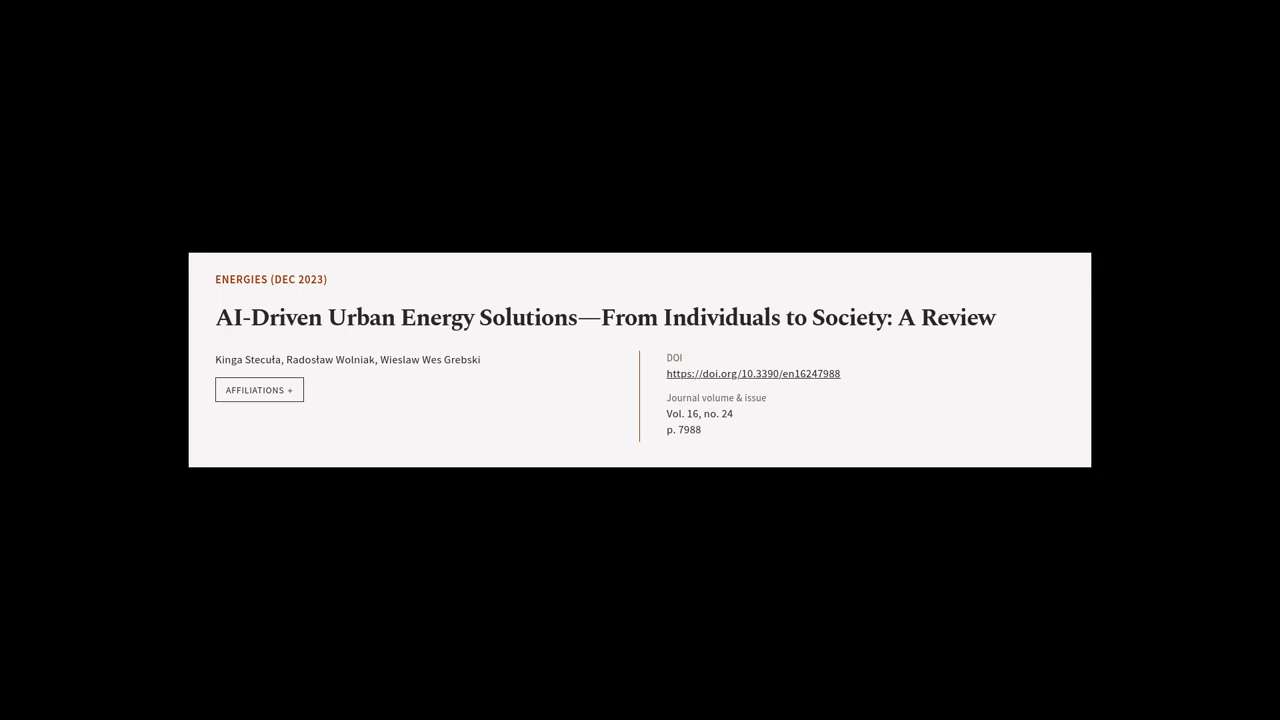 ENERGIES (DEC 2023)
AI-Driven Urban Energy Solutions—From Individuals to Society: A Review
Kinga Stecuła, Radosław Wolniak, Wieslaw Wes Grebski
AFFILIATIONS +
DOI
https://doi.org/10.3390/en16247988
Journal volume & issue
Vol. 16, no. 24
p. 7988